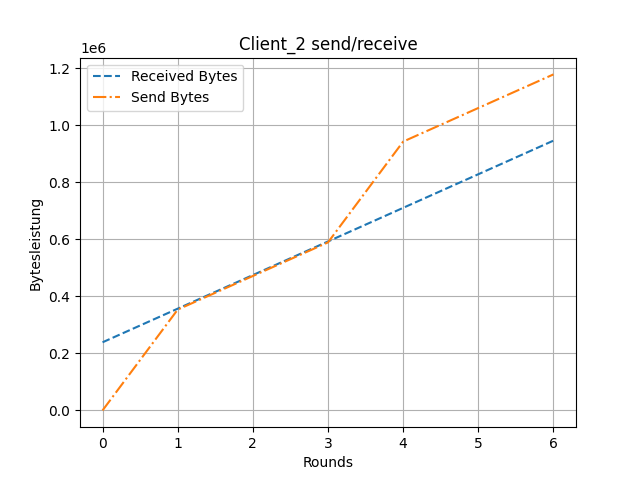 Client_2 send/receive
1e6
Received Bytes
Send Bytes
1.2
1.0
0.8
0.6
0.4
0.2
0.0
Bytesleistung
0 1 2 3 4 5 6
Rounds